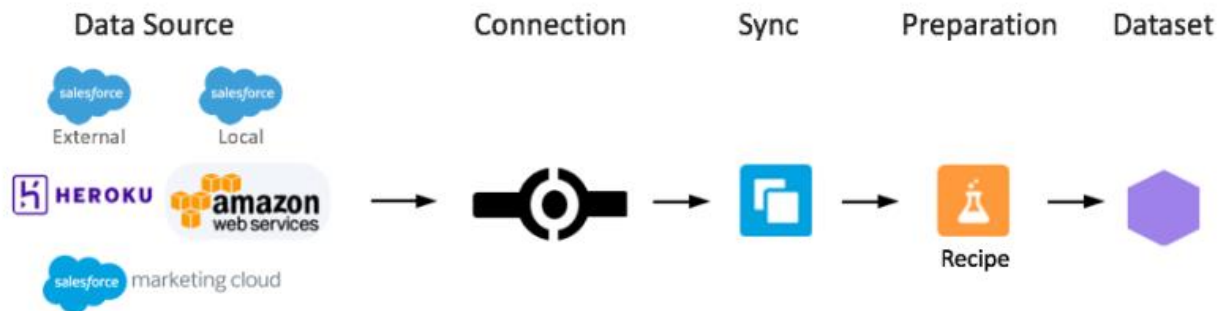 Data Source
Connection
Sync
Preparation
Dataset
salesforce
External
salesforce
Local
HEROKU
amazon
web services
Recipe
salesforce marketing cloud